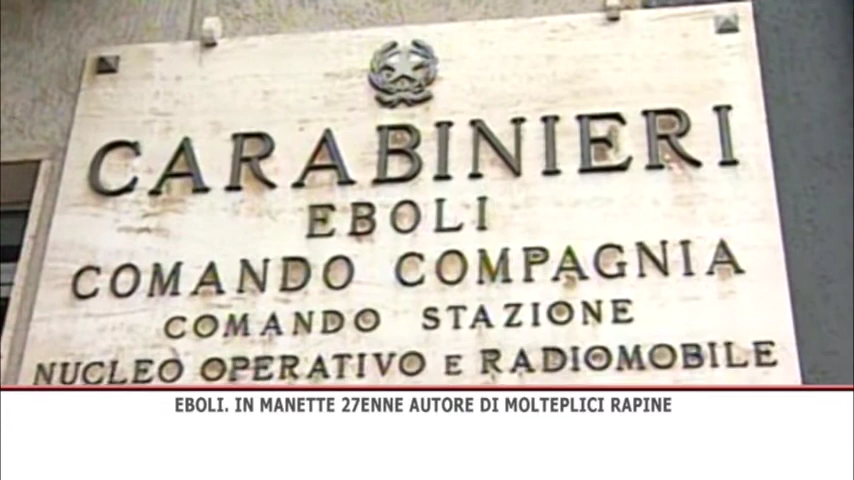 CARABINIERI
EBOLI
COMANDO COMPAGNIA
COMANDO STAZIONE
NUCLEO OPERATIVO E RADIOMOBILE
EBOLI. IN MANETTE 27ENNE AUTORE DI MOLTEPLICI RAPINE